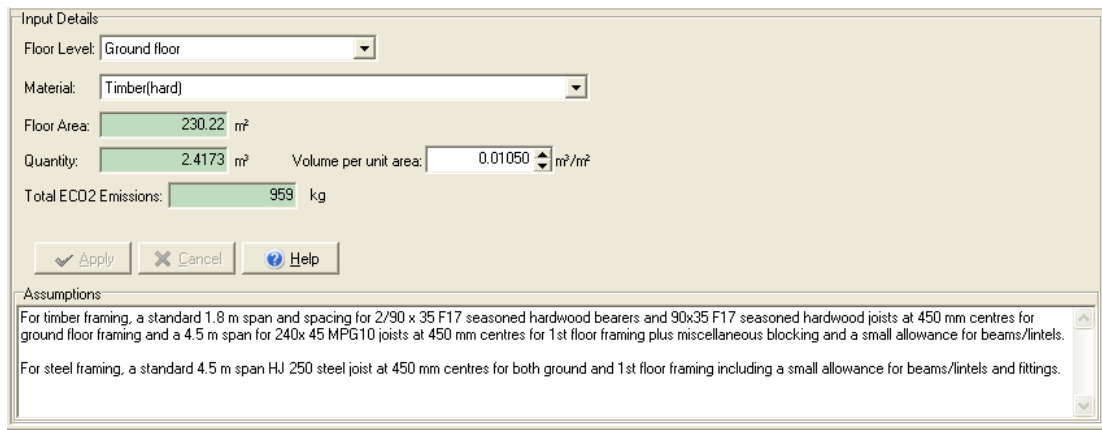 Input Details
Floor Level: Ground floor
Material: Timber(hard)
Floor Area: 230.22 m²
Quantity: 2.4173 m³ Volume per unit area: 0.01050 m³/m²
Total ECO2 Emissions: 959 kg
Apply Cancel Help
Assumptions
For timber framing, a standard 1.8 m span and spacing for 2/90 x 35 F17 seasoned hardwood bearers and 90x35 F17 seasoned hardwood joists at 450 mm centres for
ground floor framing and a 4.5 m span for 240x 45 MPG10 joists at 450 mm centres for 1st floor framing plus miscellaneous blocking and a small allowance for beams/lintels.
For steel framing, a standard 4.5 m span HJ 250 steel joist at 450 mm centres for both ground and 1st floor framing including a small allowance for beams/lintels and fittings.